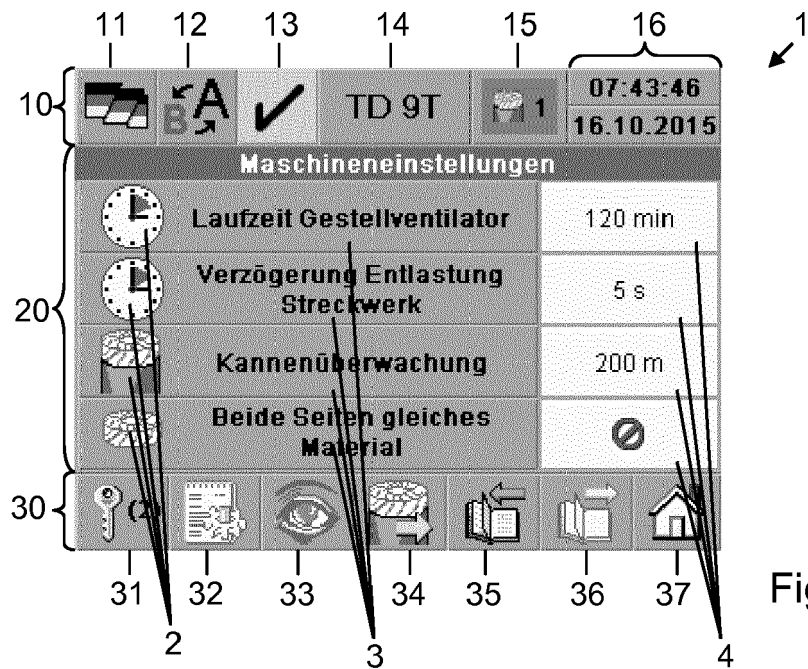 11 12 13 14 15 16 1
10
B A TD 9T 1 07:43:46
16.10.2015
Maschineneinstellungen
20
Laufzeit Gestellventilator 120 min
Verzögerung Entlastung
Streckwerk 5 s
Kannenüberwachung 200 m
Beide Seiten gleiches
Material
30
(2)
31 32 33 34 35 36 37 Fig
2 3 4